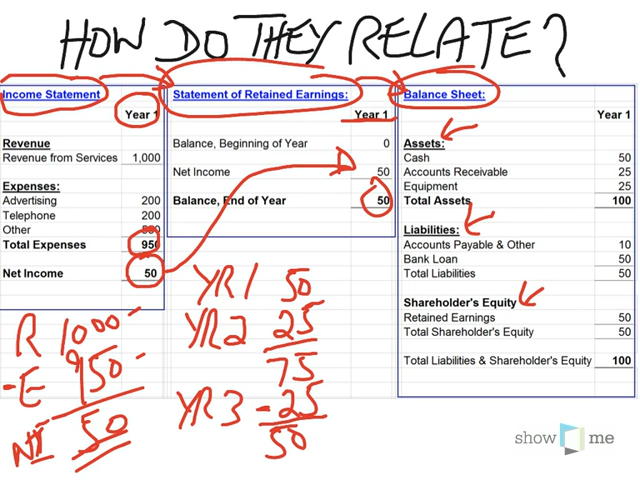 HOW DO THEY RELATE?
Income Statement
Year 1
Revenue
Revenue from Services 1,000
Expenses:
Advertising 200
Telephone 200
Other
Total Expenses 950
Net Income 50
Statement of Retained Earnings:
Year 1
Balance, Beginning of Year 0
Net Income 50
Balance, End of Year 50
Balance Sheet:
Year 1
Assets:
Cash 50
Accounts Receivable 25
Equipment 25
Total Assets 100
Liabilities:
Accounts Payable & Other 10
Bank Loan 50
Total Liabilities 50
Shareholder's Equity
Retained Earnings 50
Total Shareholder's Equity 50
Total Liabilities & Shareholder's Equity 100
R 1000
-E 950
NI 50
YR1 50
YR2 25
75
YR3 -25
50
show me